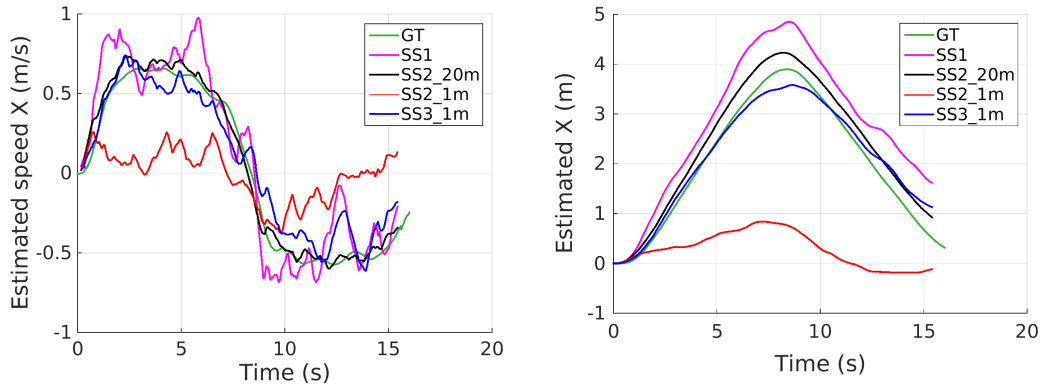 Estimated speed X (m/s)
1
0.5
0
-0.5
-1
0
5
10
15
20
Time (s)
GT
SS1
SS2_20m
SS2_1m
SS3_1m
Estimated X (m)
5
4
3
2
1
0
-1
0
5
10
15
20
Time (s)
GT
SS1
SS2_20m
SS2_1m
SS3_1m